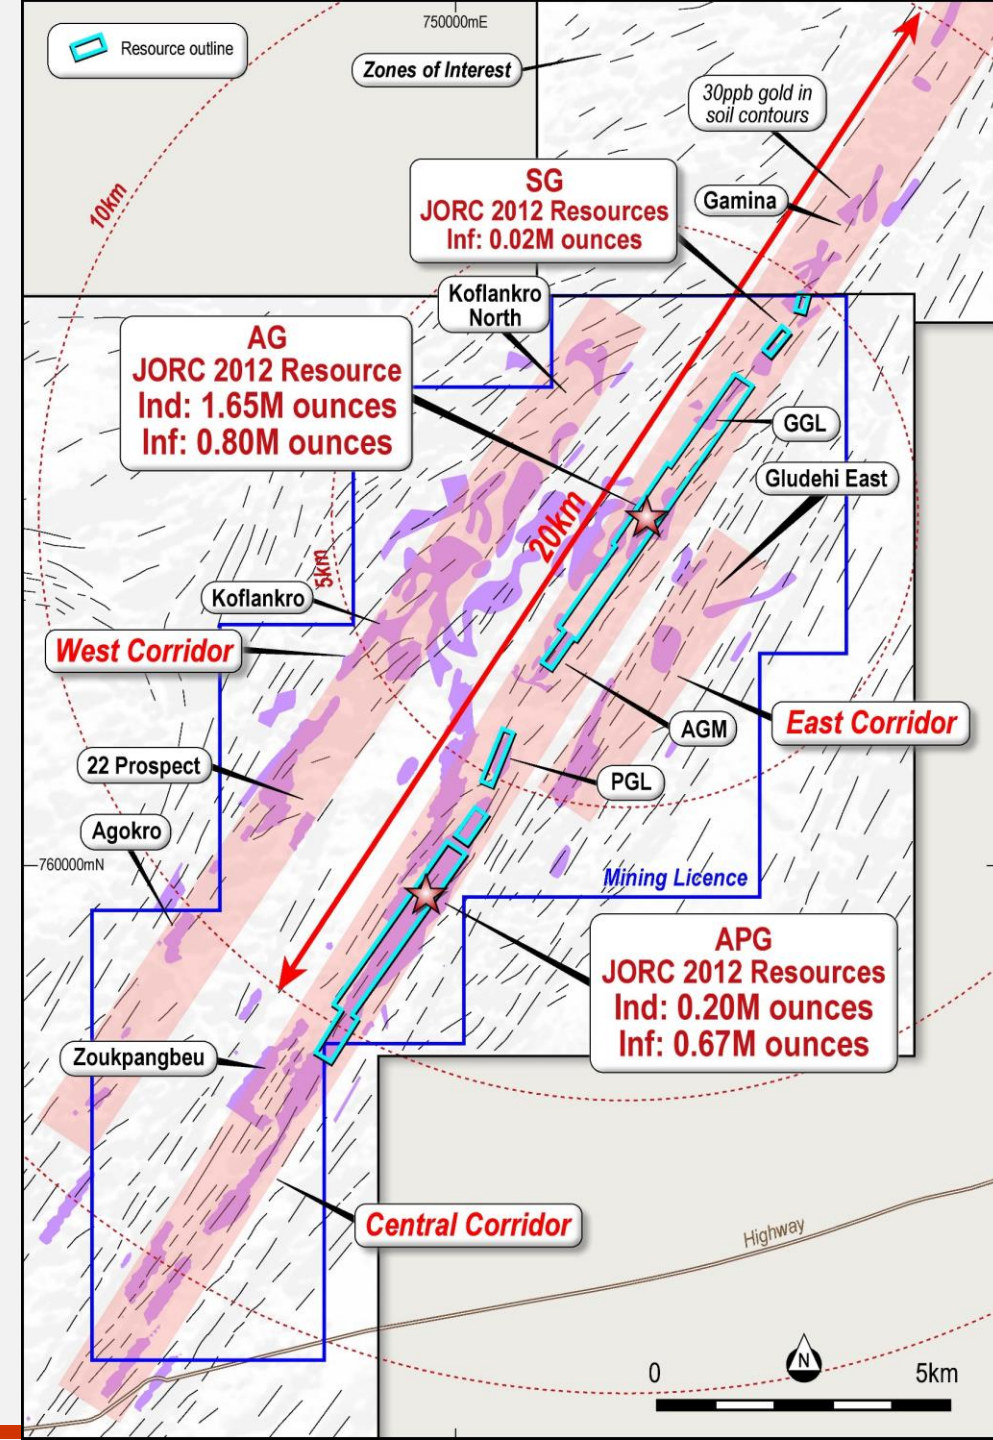 750000mE
Resource outline
Zones of Interest
30ppb gold in
soil contours
10km
SG
JORC 2012 Resources
Inf: 0.02M ounces
Gamina
Koflankro
North
AG
JORC 2012 Resource
Ind: 1.65M ounces
Inf: 0.80M ounces
GGL
Gludehi East
20km
5km
Koflankro
West Corridor
AGM
East Corridor
22 Prospect
PGL
Agokro
760000mN
Mining Licence
APG
JORC 2012 Resources
Ind: 0.20M ounces
Inf: 0.67M ounces
Zoukpangbeu
Central Corridor
Highway
N
0
5km